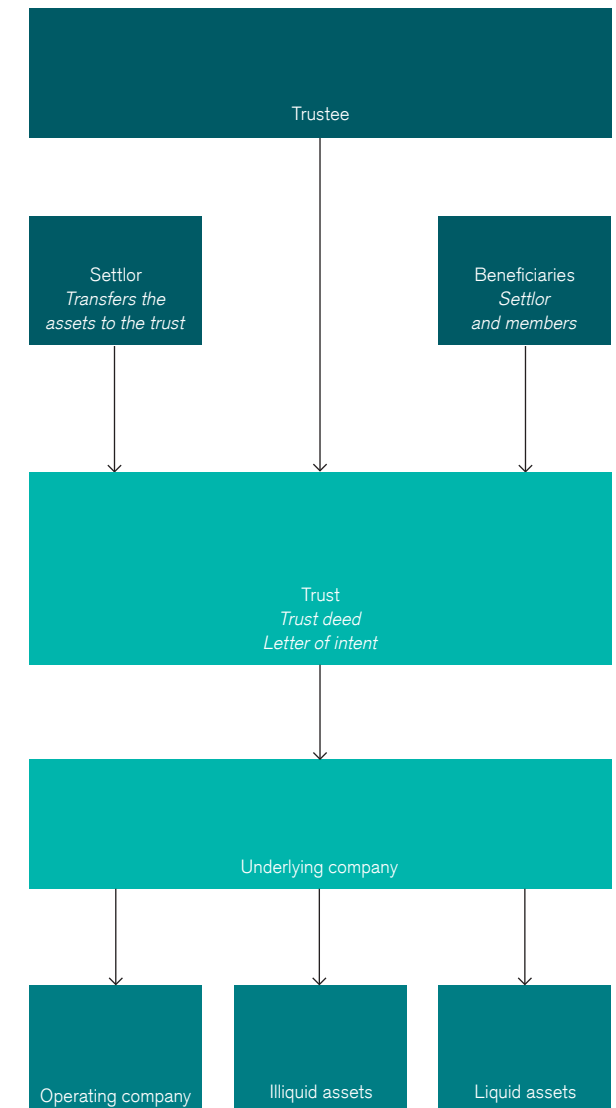 Trustee
Settlor
Transfers the
assets to the trust
Beneficiaries
Settlor
and members
Trust
Trust deed
Letter of intent
Underlying company
Operating company
Illiquid assets
Liquid assets